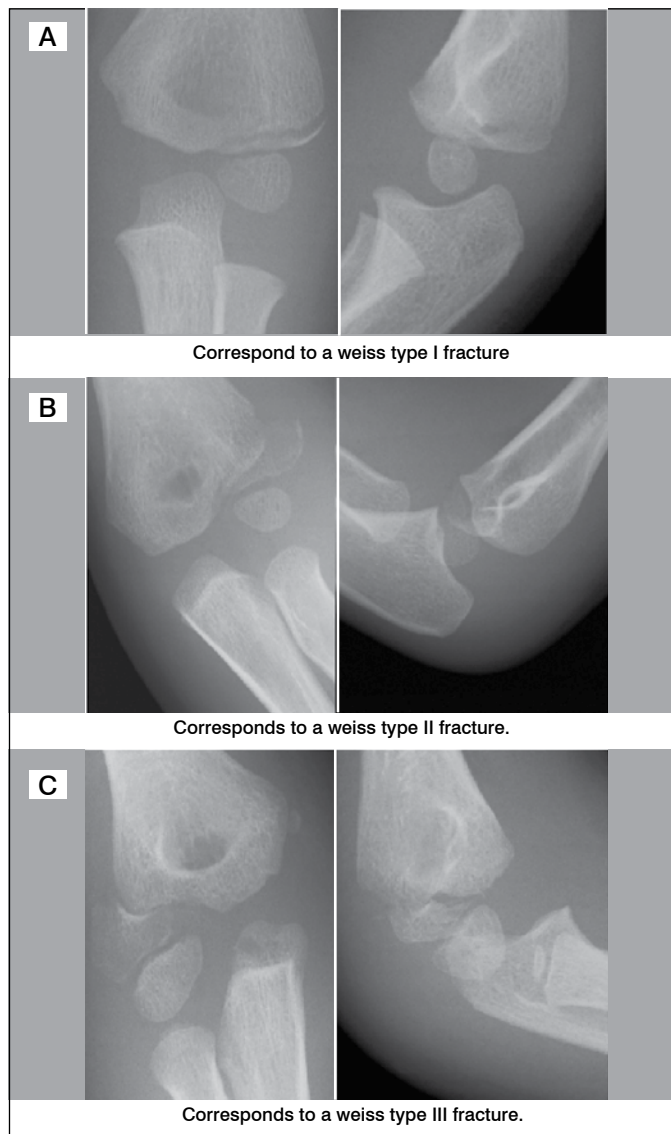 A
Correspond to a weiss type I fracture
B
Corresponds to a weiss type II fracture.
C
Corresponds to a weiss type III fracture.